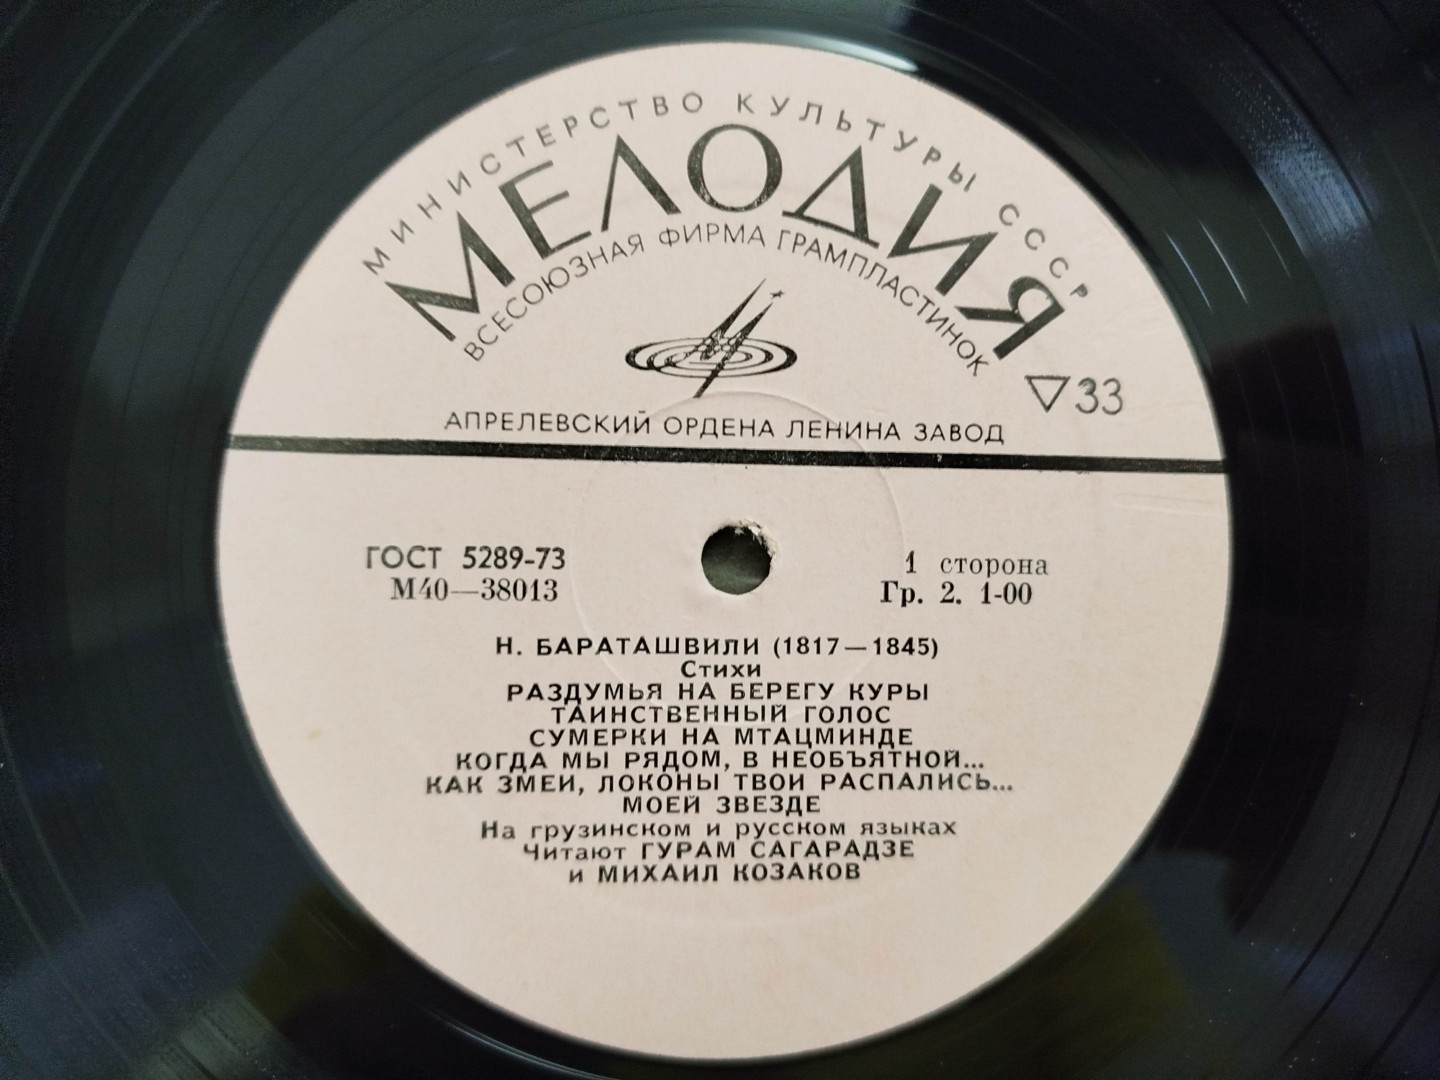 МИНИСТЕРСТВО КУЛЬТУРЫ СССР
МЕЛОДИЯ
ВСЕСОЮЗНАЯ ФИРМА ГРАМПЛАСТИНОК
▽33
АПРЕЛЕВСКИЙ ОРДЕНА ЛЕНИНА ЗАВОД
ГОСТ 5289-73
М40—38013
1 сторона
Гр. 2. 1-00
Н. БАРАТАШВИЛИ (1817—1845)
Стихи
РАЗДУМЬЯ НА БЕРЕГУ КУРЫ
ТАИНСТВЕННЫЙ ГОЛОС
СУМЕРКИ НА МТАЦМИНДЕ
КОГДА МЫ РЯДОМ, В НЕОБЪЯТНОЙ...
КАК ЗМЕИ, ЛОКОНЫ ТВОИ РАСПАЛИСЬ...
МОЕЙ ЗВЕЗДЕ
На грузинском и русском языках
Читают ГУРАМ САГАРАДЗЕ
и МИХАИЛ КОЗАКОВ